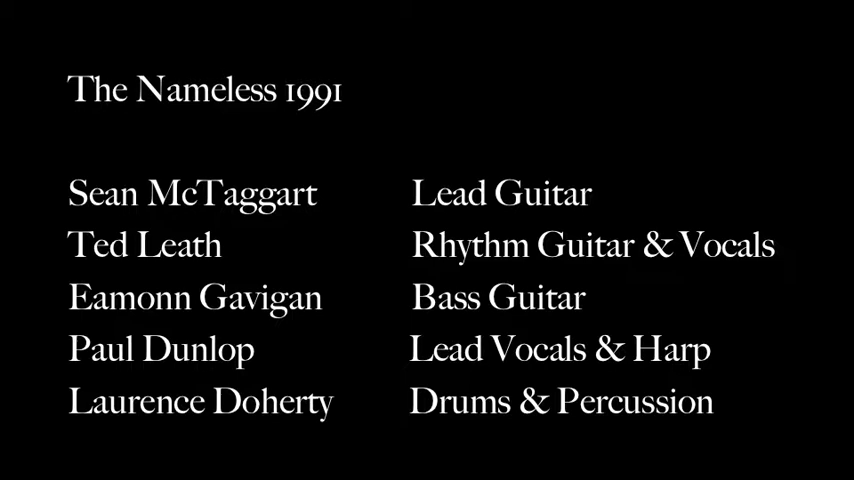 The Nameless 1991
Sean McTaggart Lead Guitar
Ted Leath Rhythm Guitar & Vocals
Eamonn Gavigan Bass Guitar
Paul Dunlop Lead Vocals & Harp
Laurence Doherty Drums & Percussion